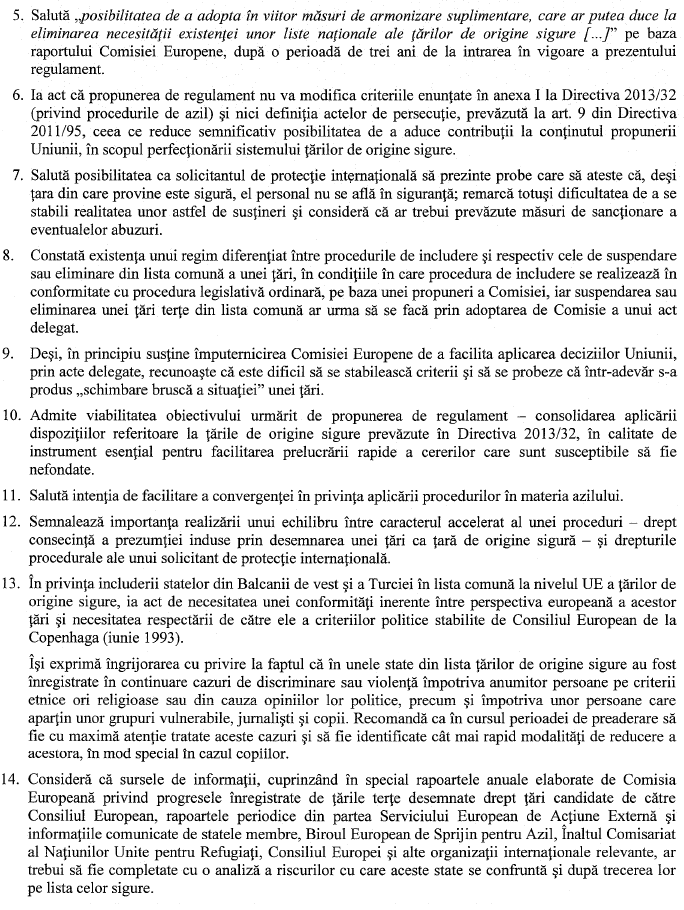 5. Salută „posibilitatea de a adopta în viitor măsuri de armonizare suplimentare, care ar putea duce la
eliminarea necesității existenței unor liste naționale ale țărilor de origine sigure [...]” pe baza
raportului Comisiei Europene, după o perioadă de trei ani de la intrarea în vigoare a prezentului
regulament.
6. Ia act că propunerea de regulament nu va modifica criteriile enunțate în anexa I la Directiva 2013/32
(privind procedurile de azil) și nici definiția actelor de persecuție, prevăzută la art. 9 din Directiva
2011/95, ceea ce reduce semnificativ posibilitatea de a aduce contribuții la conținutul propunerii
Uniunii, în scopul perfecționării sistemului țărilor de origine sigure.
7. Salută posibilitatea ca solicitantul de protecție internațională să prezinte probe care să ateste că, deși
țara din care provine este sigură, el personal nu se află în siguranță; remarcă totuși dificultatea de a se
stabili realitatea unor astfel de susțineri și consideră că ar trebui prevăzute măsuri de sancționare a
eventualelor abuzuri.
8. Constată existența unui regim diferențiat între procedurile de includere și respectiv cele de suspendare
sau eliminare din lista comună a unei țări, în condițiile în care procedura de includere se realizează în
conformitate cu procedura legislativă ordinară, pe baza unei propuneri a Comisiei, iar suspendarea sau
eliminarea unei țări terțe din lista comună ar urma să se facă prin adoptarea de Comisie a unui act
delegat.
9. Deși, în principiu susține împuternicirea Comisiei Europene de a facilita aplicarea deciziilor Uniunii,
prin acte delegate, recunoaște că este dificil să se stabilească criterii și să se probeze că într-adevăr s-a
produs „schimbare bruscă a situației” unei țări.
10. Admite viabilitatea obiectivului urmărit de propunerea de regulament – consolidarea aplicării
dispozițiilor referitoare la țările de origine sigure prevăzute în Directiva 2013/32, în calitate de
instrument esențial pentru facilitarea prelucrării rapide a cererilor care sunt susceptibile să fie
nefondate.
11. Salută intenția de facilitare a convergenței în privința aplicării procedurilor în materia azilului.
12. Semnalează importanța realizării unui echilibru între caracterul accelerat al unei proceduri – drept
consecință a prezumției induse prin desemnarea unei țări ca țară de origine sigură – și drepturile
procedurale ale unui solicitant de protecție internațională.
13. În privința includerii statelor din Balcanii de vest și a Turciei în lista comună la nivelul UE a țărilor de
origine sigure, ia act de necesitatea unei conformități inerente între perspectiva europeană a acestor
țări și necesitatea respectării de către ele a criteriilor politice stabilite de Consiliul European de la
Copenhaga (iunie 1993).
Își exprimă îngrijorarea cu privire la faptul că în unele state din lista țărilor de origine sigure au fost
înregistrate în continuare cazuri de discriminare sau violență împotriva anumitor persoane pe criterii
etnice ori religioase sau din cauza opiniilor lor politice, precum și împotriva unor persoane care
aparțin unor grupuri vulnerabile, jurnaliști și copii. Recomandă ca în cursul perioadei de preaderare să
fie cu maximă atenție tratate aceste cazuri și să fie identificate cât mai rapid modalități de reducere a
acestora, în mod special în cazul copiilor.
14. Consideră că sursele de informații, cuprinzând în special rapoartele anuale elaborate de Comisia
Europeană privind progresele înregistrate de țările terțe desemnate drept țări candidate de către
Consiliul European, rapoartele periodice din partea Serviciului European de Acțiune Externă și
informațiile comunicate de statele membre, Biroul European de Sprijin pentru Azil, Înaltul Comisariat
al Națiunilor Unite pentru Refugiați, Consiliul Europei și alte organizații internaționale relevante, ar
trebui să fie completate cu o analiză a riscurilor cu care aceste state se confruntă și după trecerea lor
pe lista celor sigure.